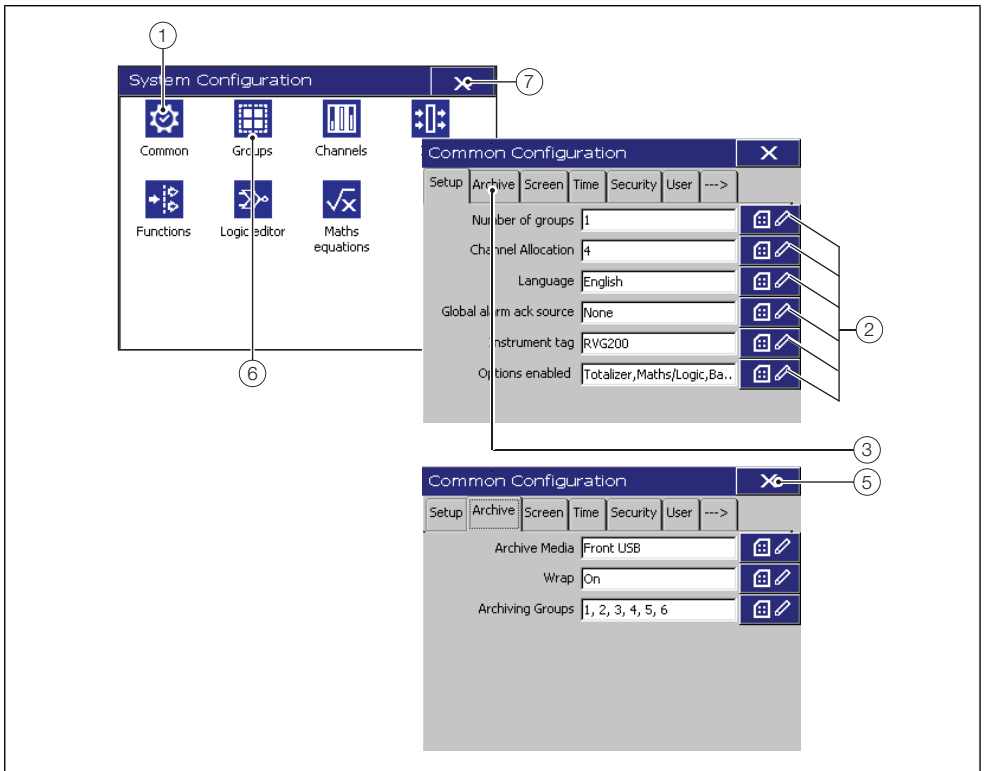 1
System Configuration
7
Common
Groups
Channels
Functions
Logic editor
Maths
equations
6
Common Configuration
Setup Archive Screen Time Security User --->
Number of groups 1
Channel Allocation 4
Language English
Global alarm ack source None
Instrument tag RVG200
Options enabled Totalizer,Maths/Logic,Ba..
2
3
Common Configuration
5
Setup Archive Screen Time Security User --->
Archive Media Front USB
Wrap On
Archiving Groups 1, 2, 3, 4, 5, 6